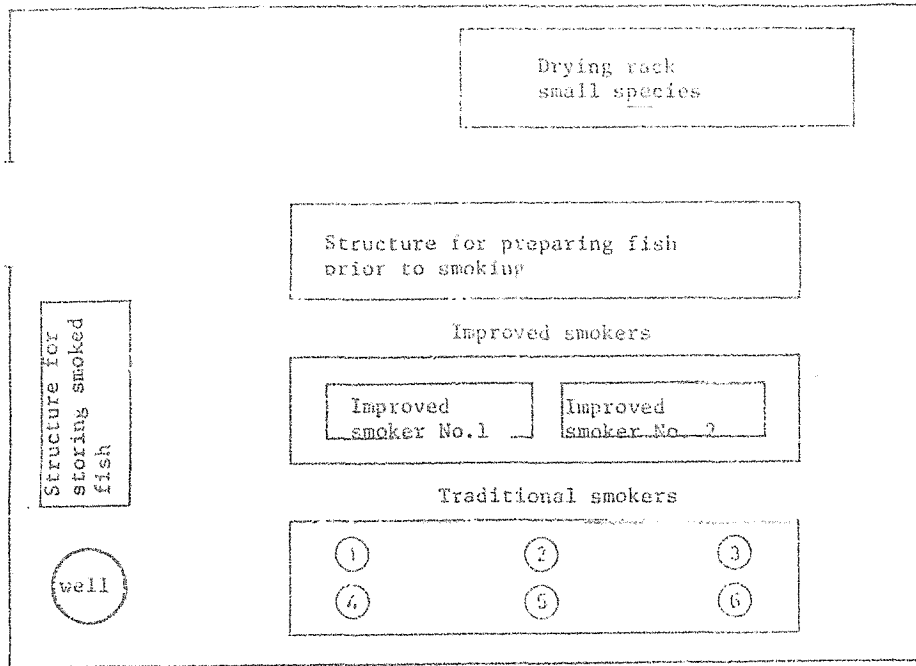 Drying rack
small species
Structure for preparing fish
prior to smoking
Improved smokers
Improved
smoker No.1
Improved
smoker No. 2
Structure for
storing smoked
fish
Traditional smokers
1 2 3
well
4 5 6